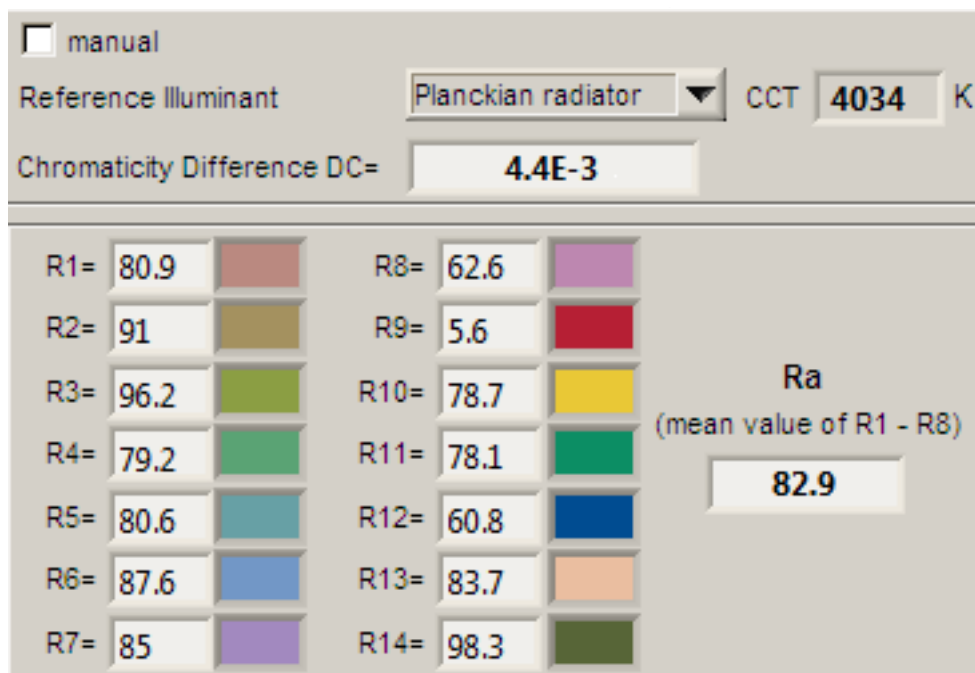 manual
Reference Illuminant Planckian radiator CCT 4034 K
Chromaticity Difference DC= 4.4E-3
R1= 80.9 R8= 62.6
R2= 91 R9= 5.6
R3= 96.2 R10= 78.7 Ra
R4= 79.2 R11= 78.1 (mean value of R1 - R8)
R5= 80.6 R12= 60.8 82.9
R6= 87.6 R13= 83.7
R7= 85 R14= 98.3